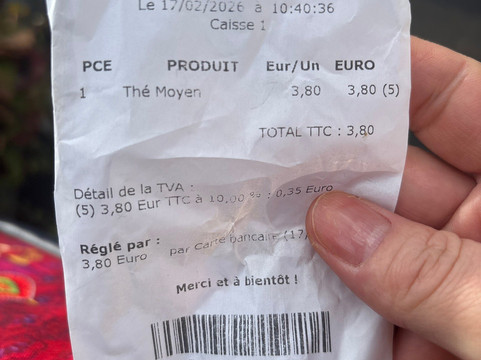 Le 17/02/2026 à 10:40:36
Caisse 1
PCE PRODUIT Eur/Un EURO
1 Thé Moyen 3,80 3,80 (5)
TOTAL TTC : 3,80
Détail de la TVA :
(5) 3,80 Eur TTC à 10,00 % : 0,35 Euro
Réglé par :
3,80 Euro par Carte bancaire (17/
Merci et à bientôt !